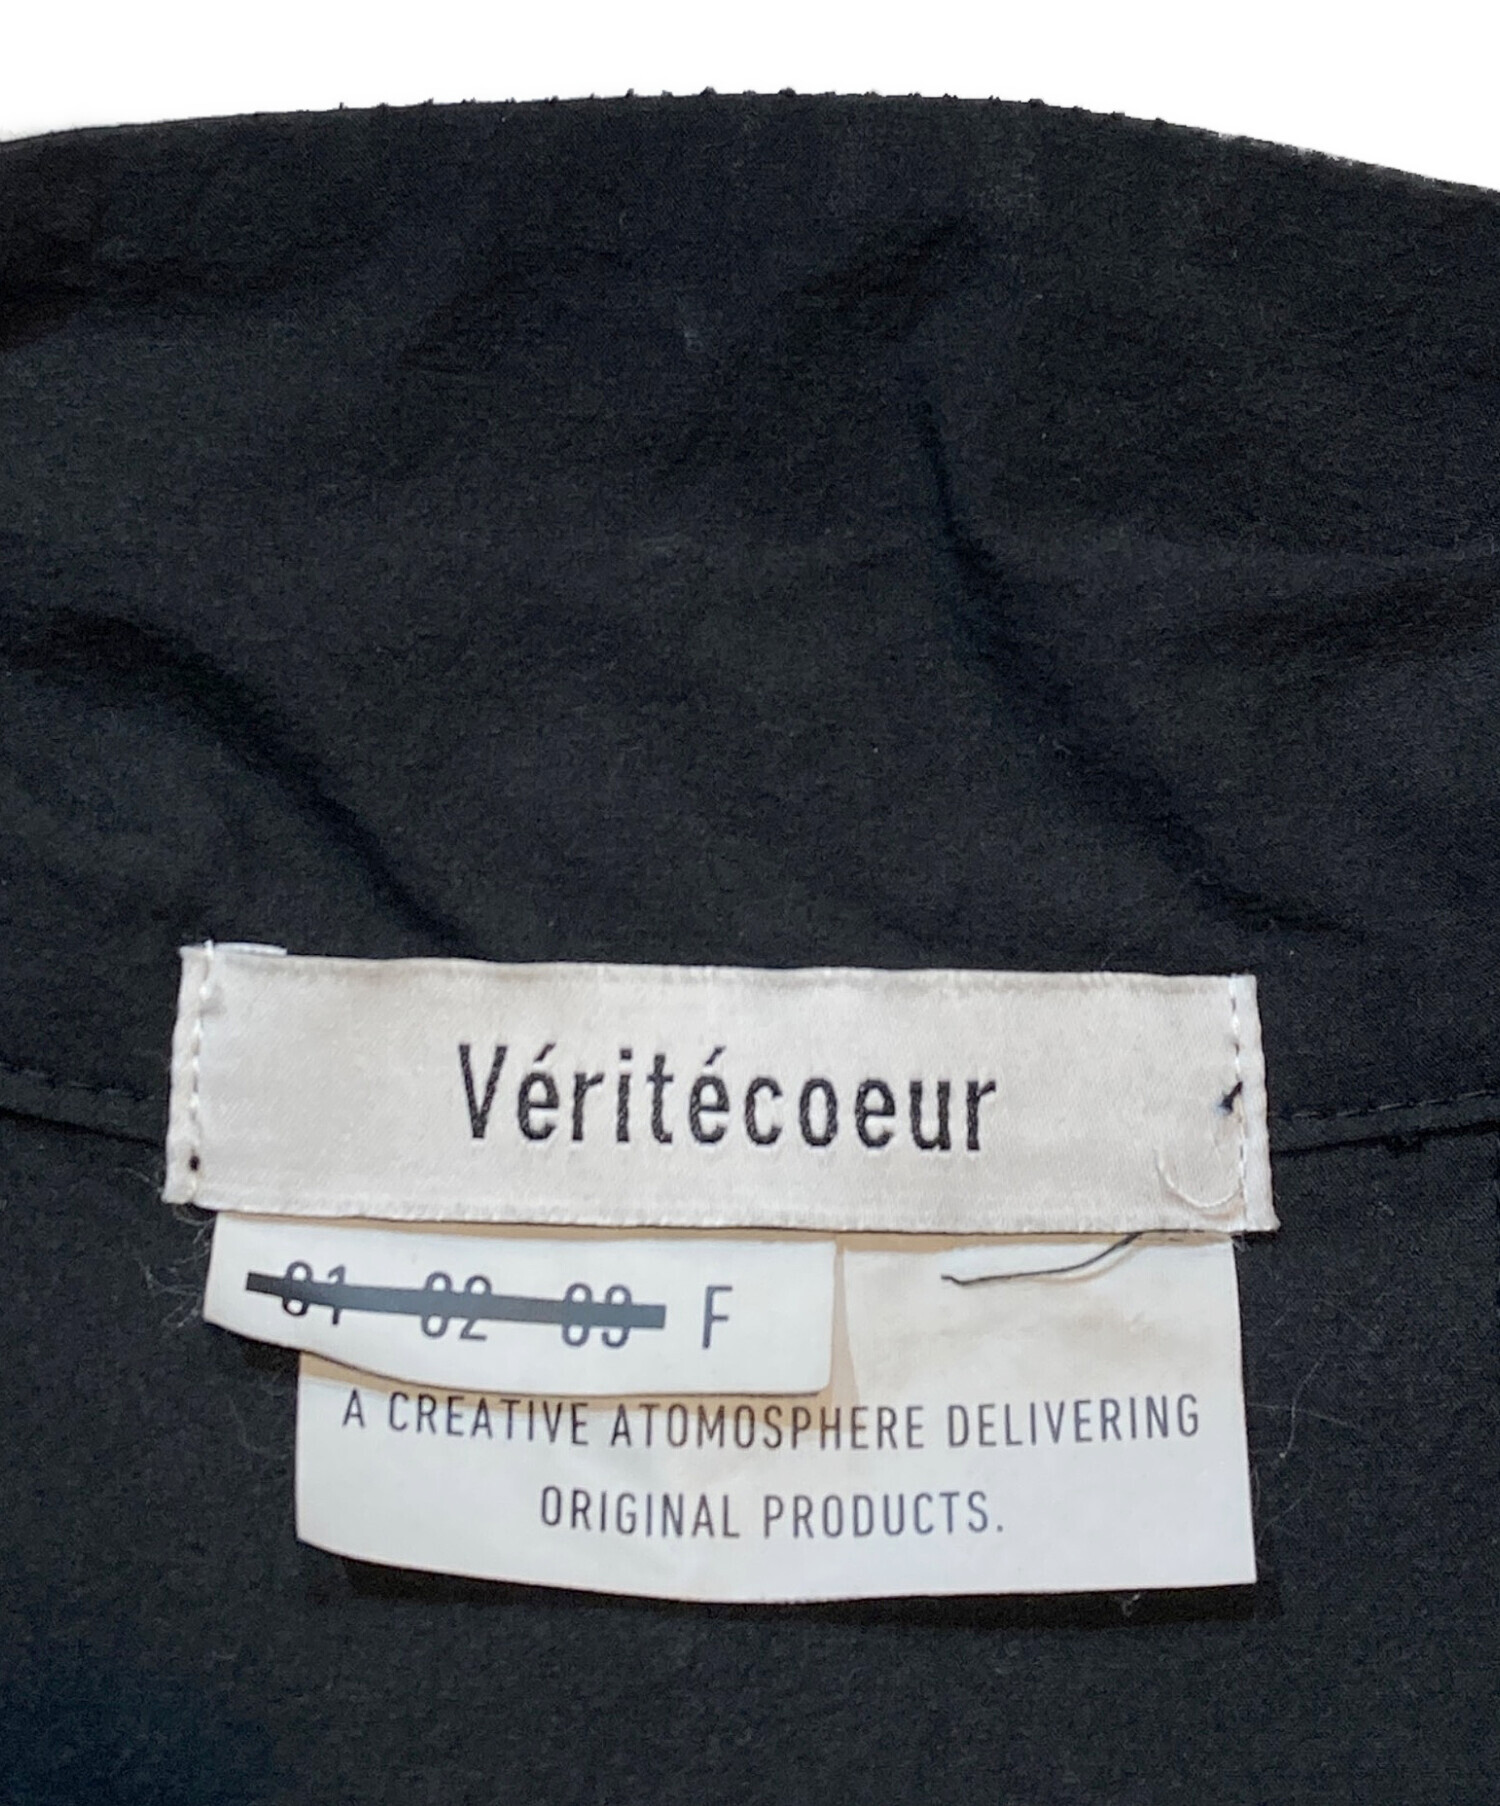 Véritécoeur
01 02 03 F
A CREATIVE ATOMOSPHERE DELIVERING
ORIGINAL PRODUCTS.